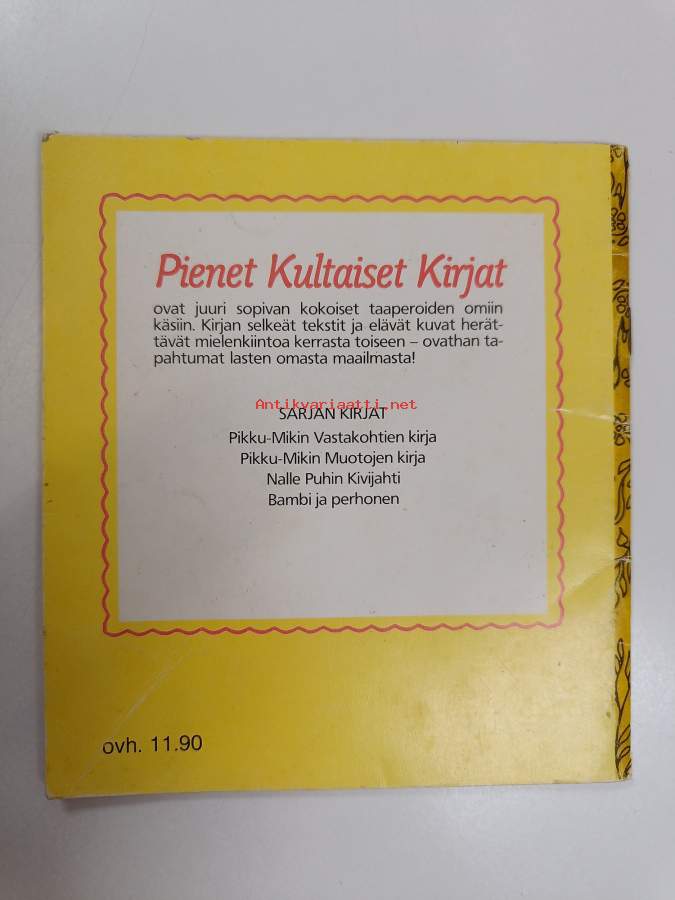 Pienet Kultaiset Kirjat
ovat juuri sopivan kokoiset taaperoiden omiin
käsiin. Kirjan selkeät tekstit ja elävät kuvat herät-
tävät mielenkiintoa kerrasta toiseen – ovathan ta-
pahtumat lasten omasta maailmasta!
Antikvariaatti.net
SARJAN KIRJAT
Pikku-Mikin Vastakohtien kirja
Pikku-Mikin Muotojen kirja
Nalle Puhin Kivijahti
Bambi ja perhonen
ovh. 11.90